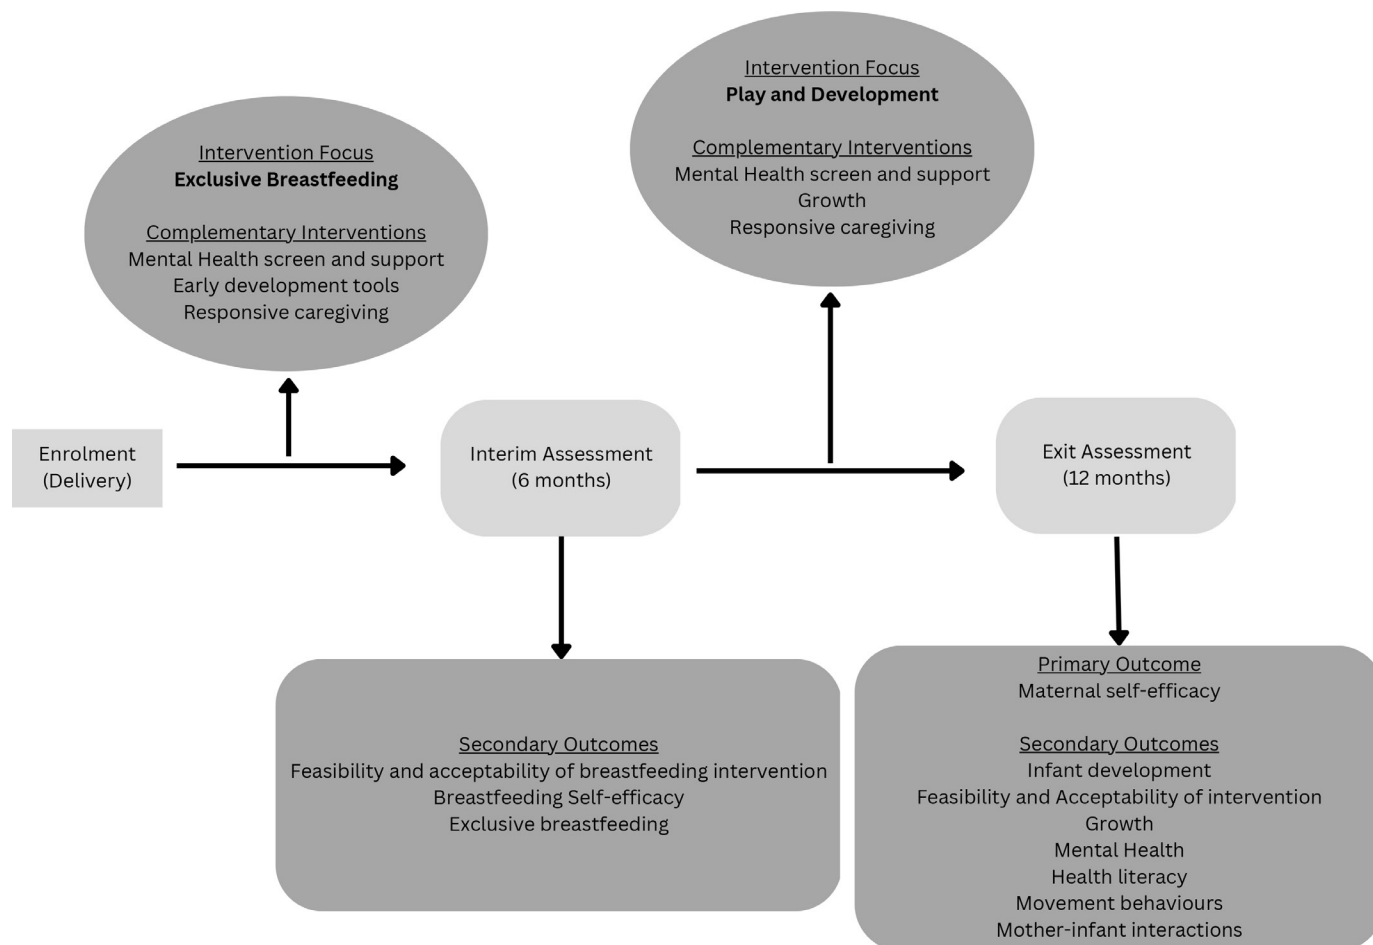 Intervention Focus
Exclusive Breastfeeding
Complementary Interventions
Mental Health screen and support
Early development tools
Responsive caregiving
Intervention Focus
Play and Development
Complementary Interventions
Mental Health screen and support
Growth
Responsive caregiving
Enrolment
(Delivery)
Interim Assessment
(6 months)
Exit Assessment
(12 months)
Secondary Outcomes
Feasibility and acceptability of breastfeeding intervention
Breastfeeding Self-efficacy
Exclusive breastfeeding
Primary Outcome
Maternal self-efficacy
Secondary Outcomes
Infant development
Feasibility and Acceptability of intervention
Growth
Mental Health
Health literacy
Movement behaviours
Mother-infant interactions